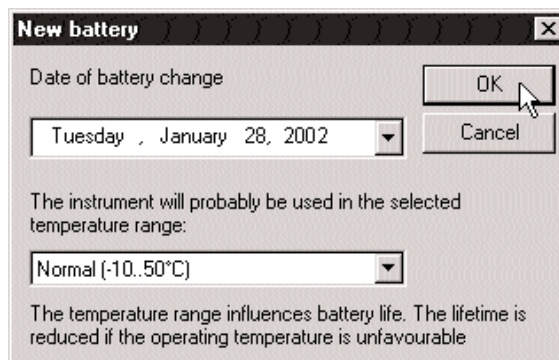 New battery
Date of battery change
OK
Tuesday , January 28, 2002
Cancel
The instrument will probably be used in the selected
temperature range:
Normal (-10..50°C)
The temperature range influences battery life. The lifetime is
reduced if the operating temperature is unfavourable